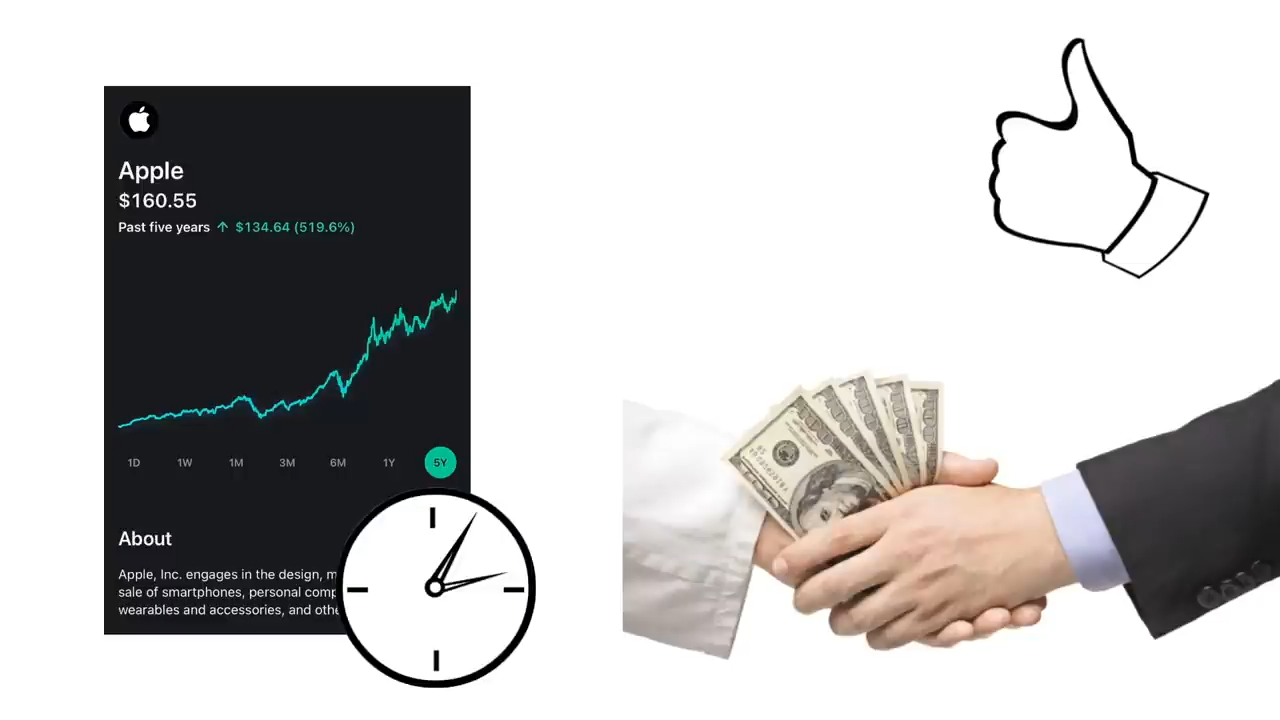 Apple
$160.55
Past five years ↑ $134.64 (519.6%)
1D 1W 1M 3M 6M 1Y 5Y
About
Apple, Inc. engages in the design, m
sale of smartphones, personal comp
wearables and accessories, and othe
100